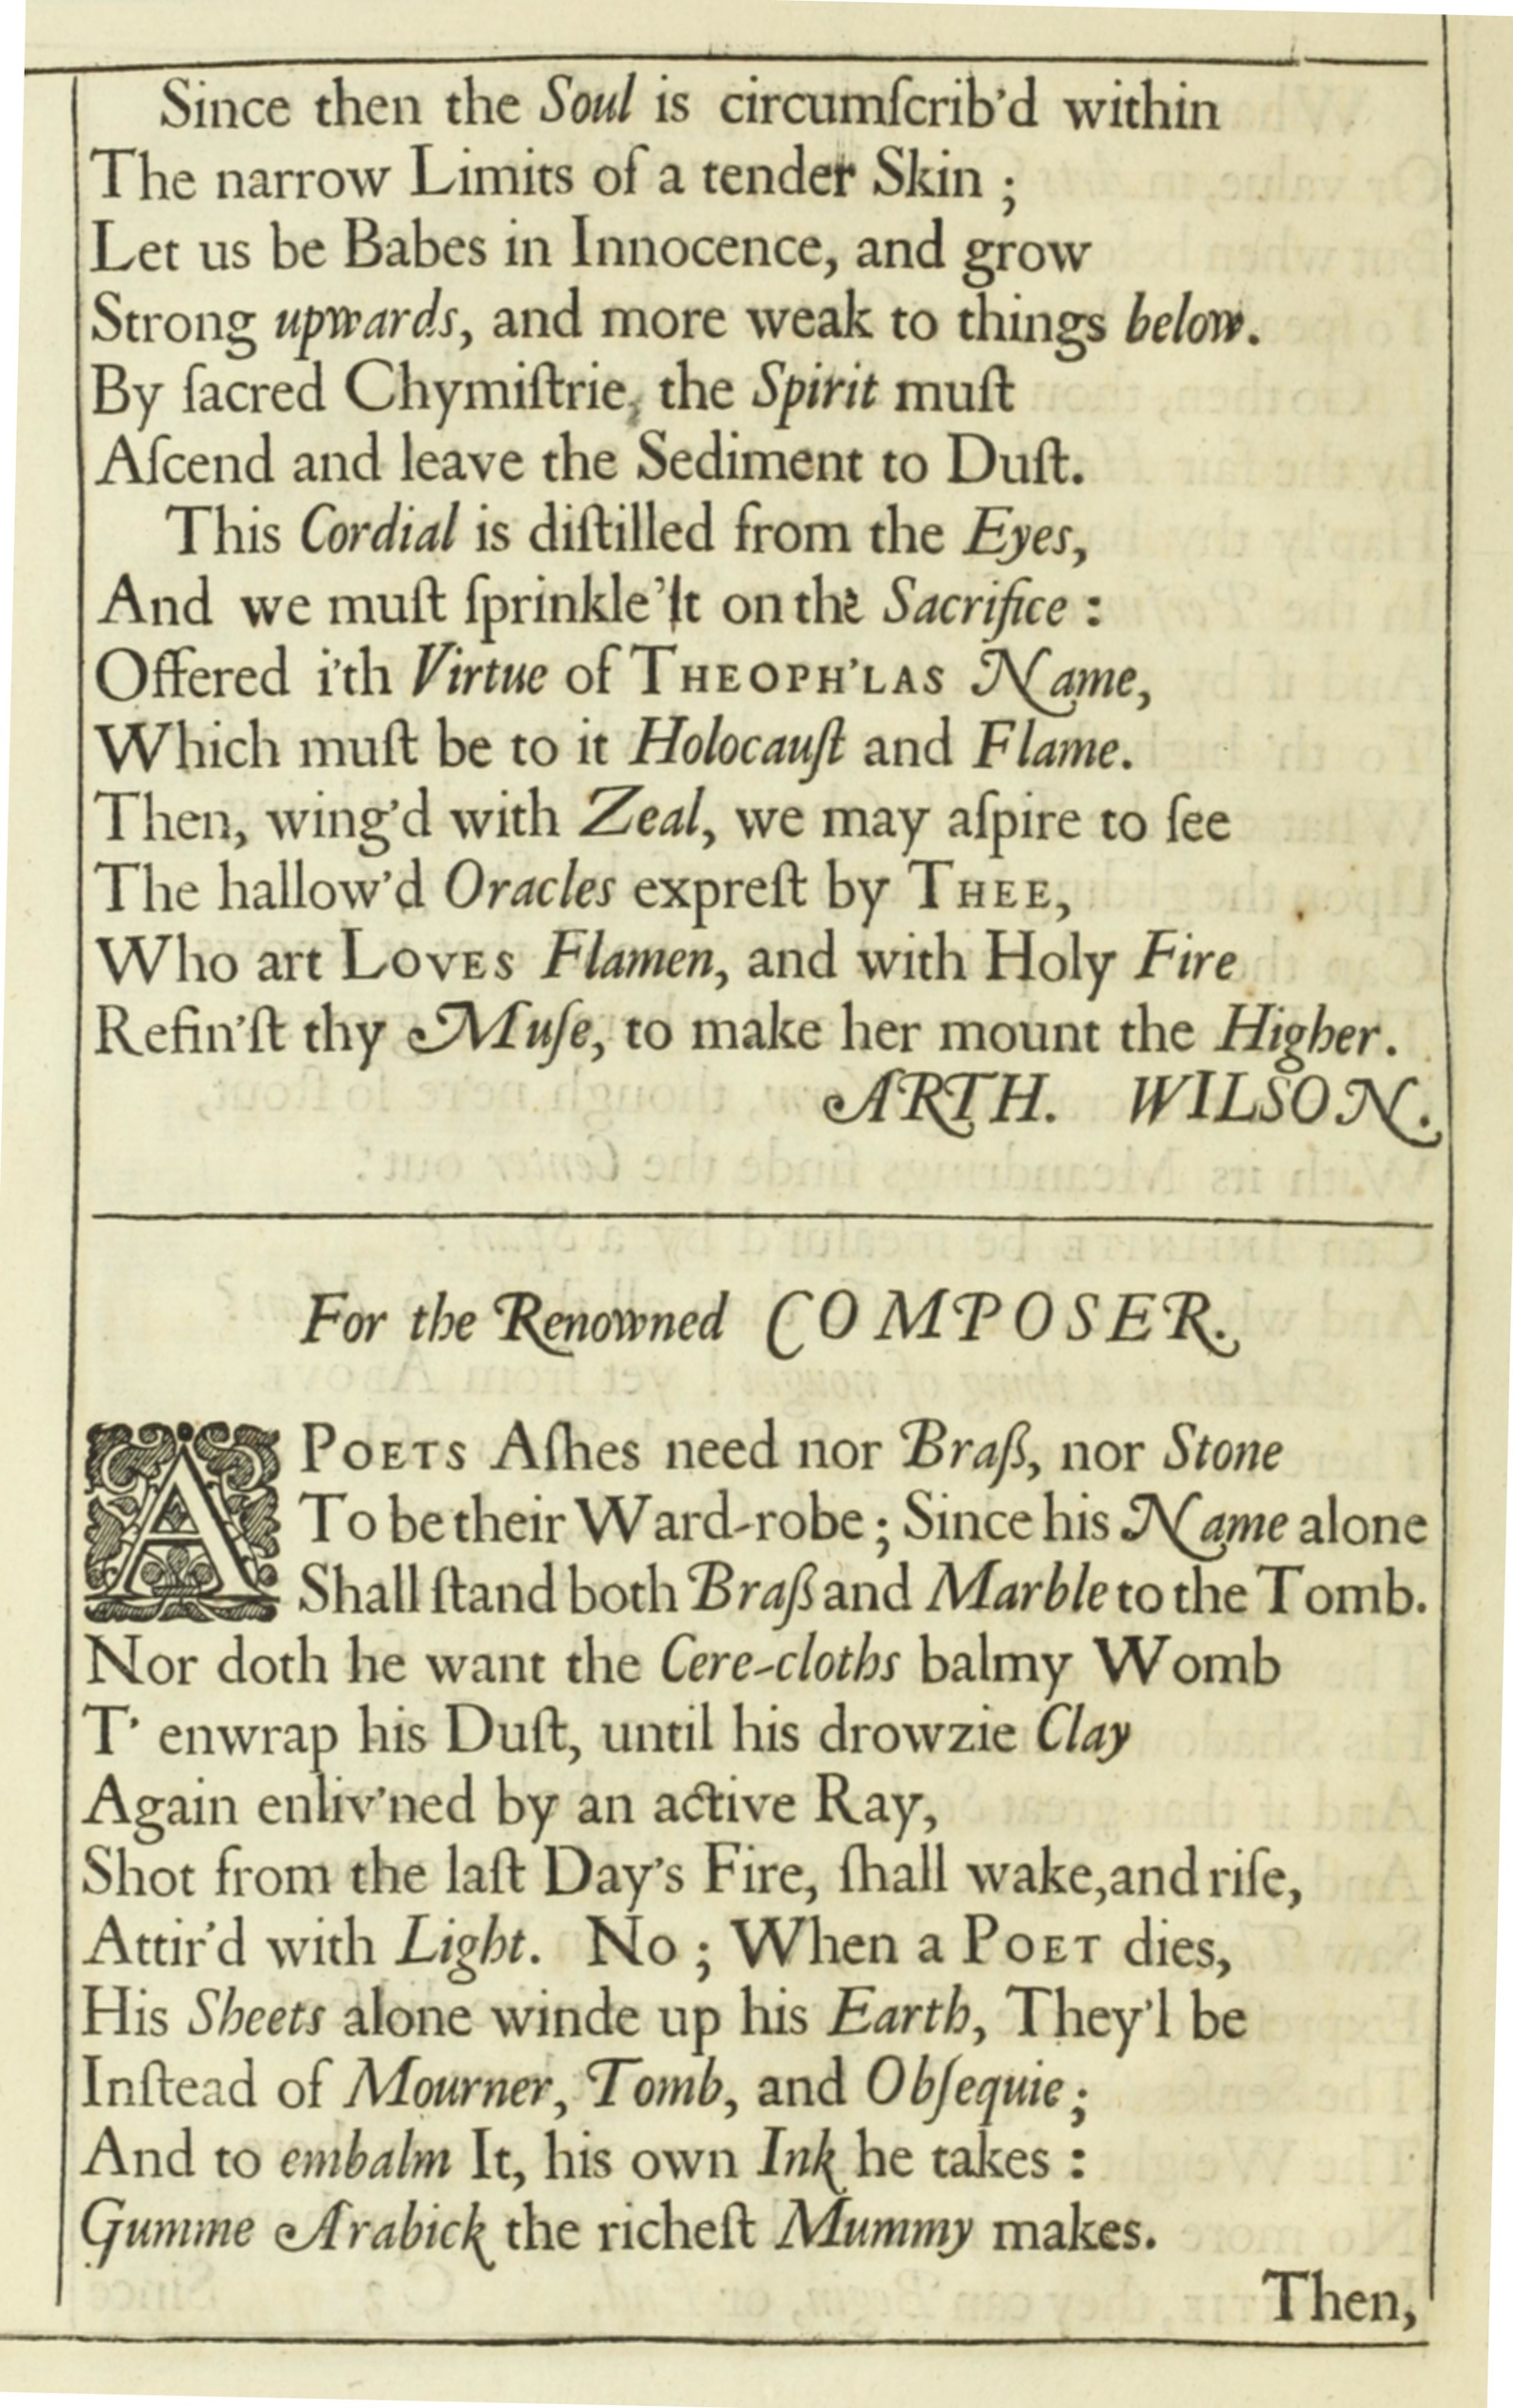 Since then the Soul is circumſcrib'd within
The narrow Limits of a tender Skin ;
Let us be Babes in Innocence, and grow
Strong upwards, and more weak to things below.
By ſacred Chymiſtrie, the Spirit muſt
Aſcend and leave the Sediment to Duſt.
This Cordial is diſtilled from the Eyes,
And we muſt ſprinkle'It on the Sacrifice :
Offered i'th Virtue of THEOPH'LAS Name,
Which muſt be to it Holocauſt and Flame.
Then, wing'd with Zeal, we may aſpire to ſee
The hallow'd Oracles expreſt by THEE,
Who art LOVES Flamen, and with Holy Fire
Refin'ſt thy Muſe, to make her mount the Higher.
ARTH. WILSON.
For the Renowned COMPOSER.
A POETS Aſhes need nor Braß, nor Stone
To be their Ward-robe ; Since his Name alone
Shall ſtand both Braß and Marble to the Tomb.
Nor doth he want the Cere-cloths balmy Womb
T' enwrap his Duſt, until his drowzie Clay
Again enliv'ned by an active Ray,
Shot from the laſt Day's Fire, ſhall wake, and riſe,
Attir'd with Light. No ; When a POET dies,
His Sheets alone winde up his Earth, They'l be
Inſtead of Mourner, Tomb, and Obſequie ;
And to embalm It, his own Ink he takes :
Gumme Arabick the richeſt Mummy makes.
Then,